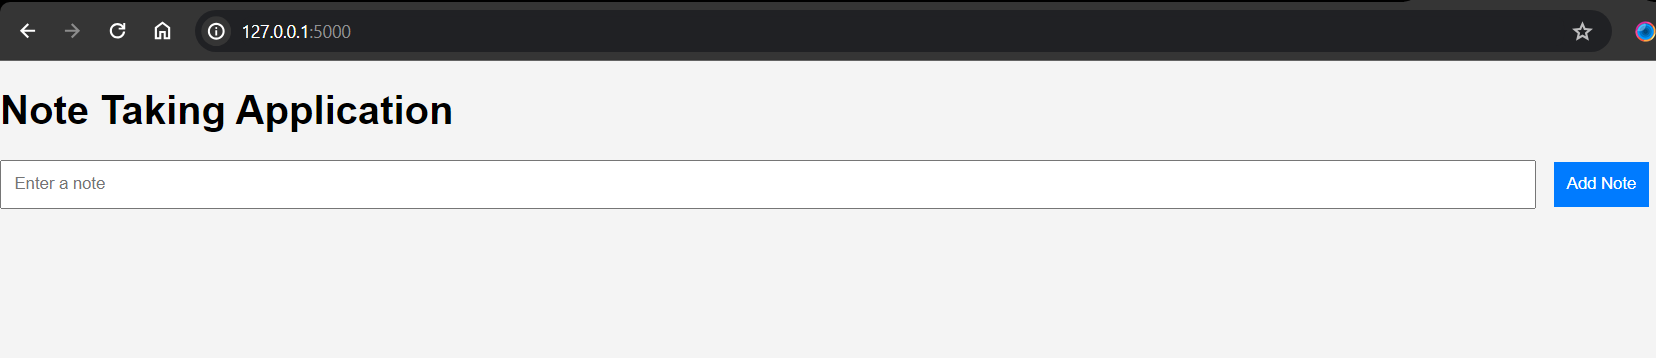 127.0.0.1:5000
Note Taking Application
Enter a note
Add Note